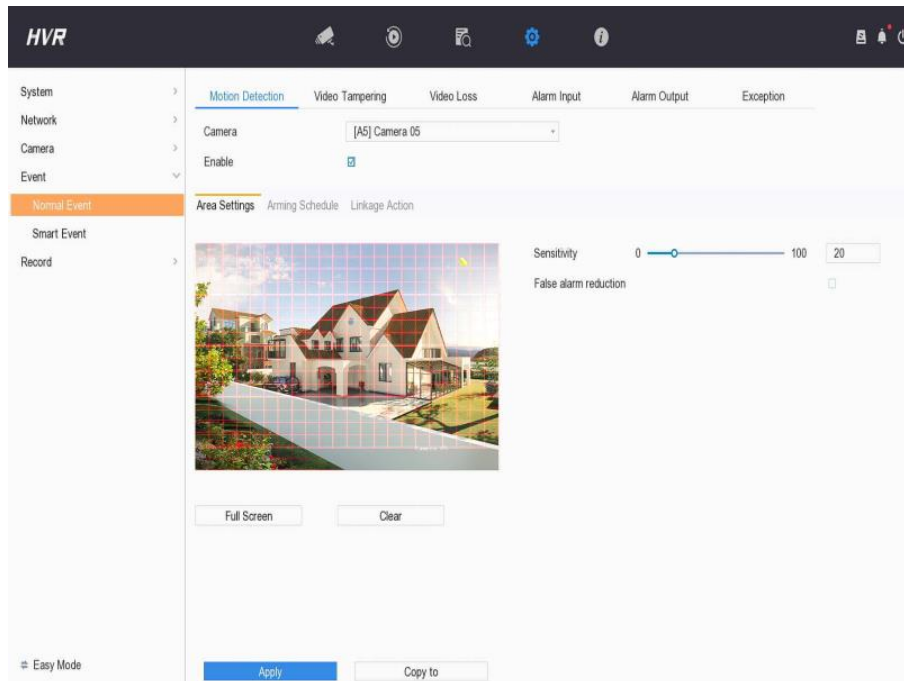 HVR
System
Network
Camera
Event
Normal Event
Smart Event
Record
Easy Mode
Motion Detection Video Tampering Video Loss Alarm Input Alarm Output Exception
Camera [A5] Camera 05
Enable
Area Settings Arming Schedule Linkage Action
Sensitivity 0 100 20
False alarm reduction
Full Screen Clear
Apply Copy to